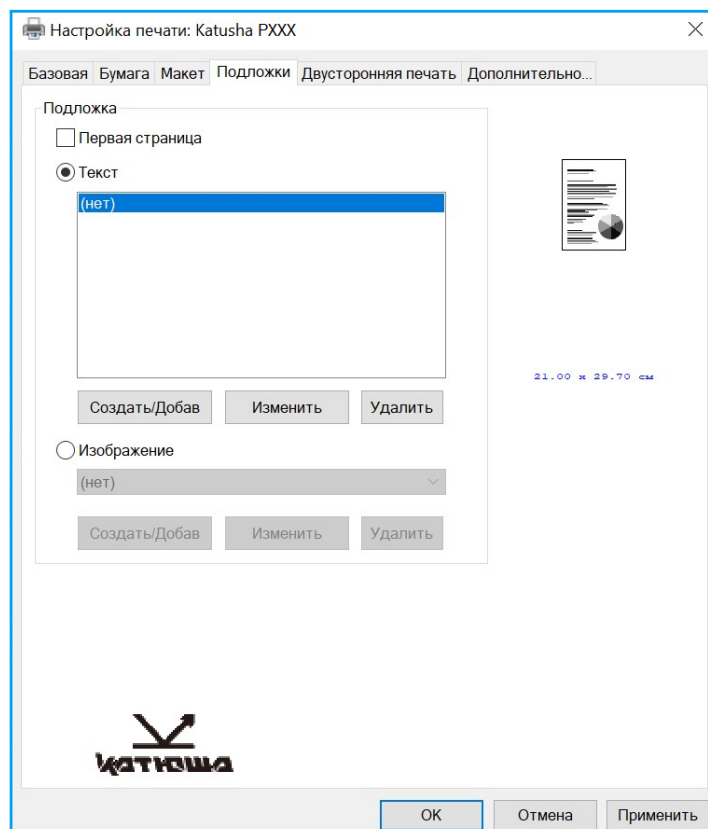 Настройка печати: Katusha PXXX
Базовая Бумага Макет Подложки Двусторонняя печать Дополнительно...
Подложка
Первая страница
Текст
(нет)
21.00 x 29.70 см
Создать/Добав Изменить Удалить
Изображение
(нет)
Создать/Добав Изменить Удалить
катюша
OK Отмена Применить